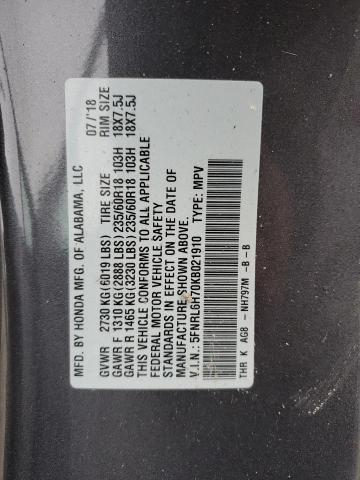 MFD. BY HONDA MFG. OF ALABAMA, LLC 07/'18
TIRE SIZE RIM SIZE
GVWR 2730 KG(6019 LBS)
GAWR F 1310 KG(2888 LBS)235/60R18 103H 18X7.5J
GAWR R 1465 KG(3230 LBS)235/60R18 103H 18X7.5J
THIS VEHICLE CONFORMS TO ALL APPLICABLE
FEDERAL MOTOR VEHICLE SAFETY
STANDARDS IN EFFECT ON THE DATE OF
MANUFACTURE SHOWN ABOVE.
V.I.N.: 5FNRL6H70KB021910 TYPE: MPV
THR K AG8 -NH797M -B -B